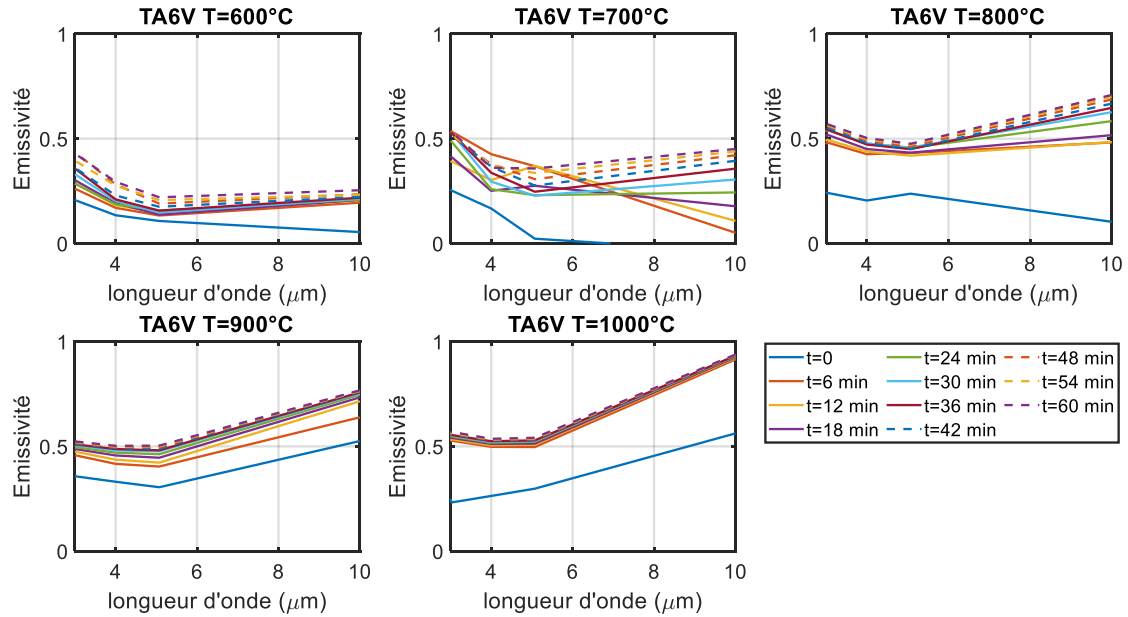 TA6V T=600°C
TA6V T=700°C
TA6V T=800°C
1
0.5
0
Emissivité
4 6 8 10
longueur d'onde (μm)
1
0.5
0
Emissivité
4 6 8 10
longueur d'onde (μm)
1
0.5
0
Emissivité
4 6 8 10
longueur d'onde (μm)
TA6V T=900°C
TA6V T=1000°C
1
0.5
0
Emissivité
4 6 8 10
longueur d'onde (μm)
1
0.5
0
Emissivité
4 6 8 10
longueur d'onde (μm)
t=0
t=6 min
t=12 min
t=18 min
t=24 min
t=30 min
t=36 min
t=42 min
t=48 min
t=54 min
t=60 min